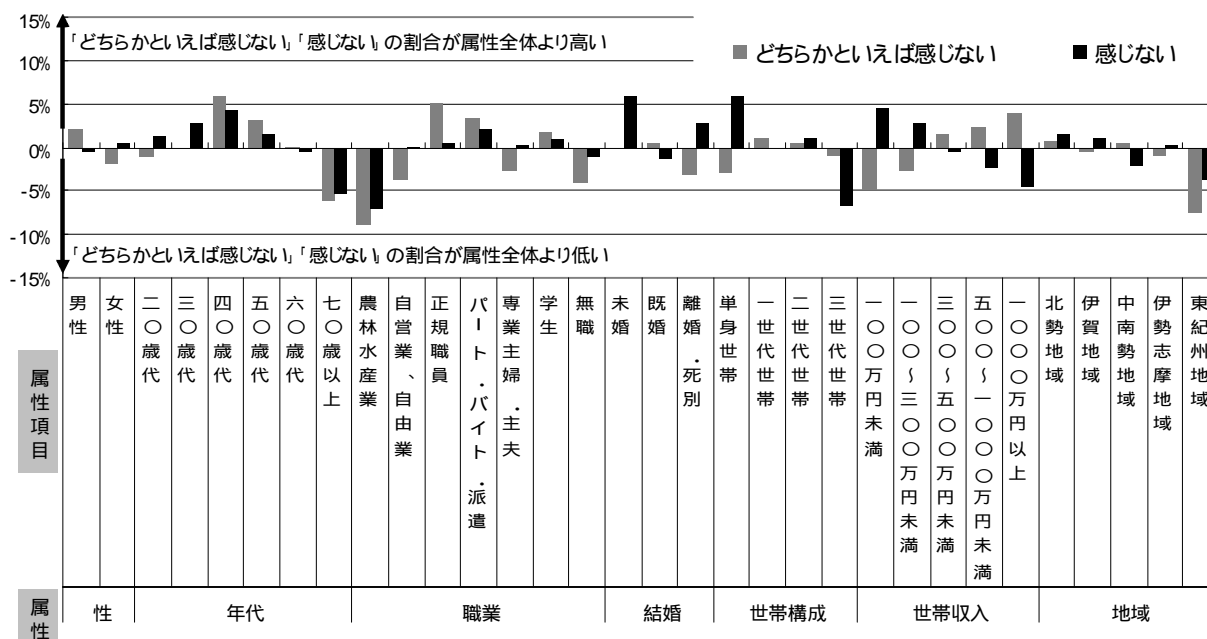 15%
「どちらかといえば感じない」「感じない」の割合が属性全体より高い
■ どちらかといえば感じない ■ 感じない
10%
5%
0%
-5%
-10%
「どちらかといえば感じない」「感じない」の割合が属性全体より低い
-15%
属性項目
男性
女性
二〇歳代
三〇歳代
四〇歳代
五〇歳代
六〇歳代
七〇歳以上
農林水産業
自営業、自由業
正規職員
パート・バイト・派遣
専業主婦・主夫
学生
無職
未婚
既婚
離婚・死別
単身世帯
一世代世帯
二世代世帯
三世代世帯
一〇〇万円未満
一〇〇~三〇〇万円未満
三〇〇~五〇〇万円未満
五〇〇~一〇〇〇万円未満
一〇〇〇万円以上
北勢地域
伊賀地域
中南勢地域
伊勢志摩地域
東紀州地域
属性
性
年代
職業
結婚
世帯構成
世帯収入
地域